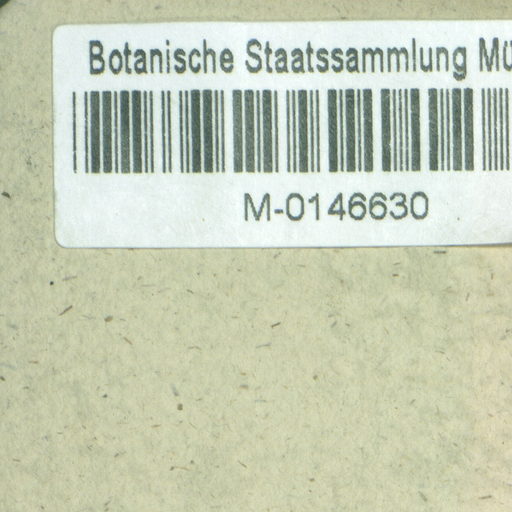 Botanische Staatssammlung Mü
M-0146630